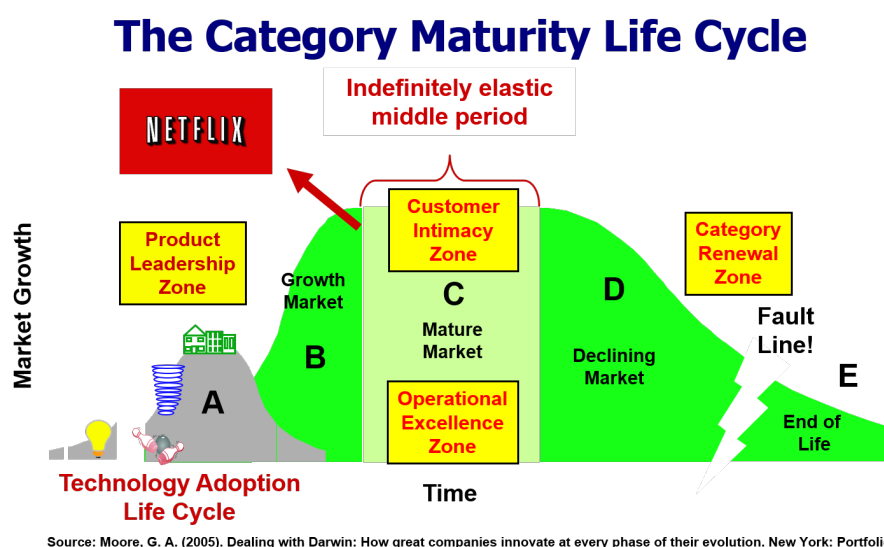 The Category Maturity Life Cycle
Indefinitely elastic
middle period
NETFLIX
Customer
Intimacy
Zone
Product
Leadership
Zone
Category
Renewal
Zone
Growth
Market
Market Growth
A
B
C
Mature
Market
D
Declining
Market
Fault
Line!
E
Operational
Excellence
Zone
End of
Life
Technology Adoption
Life Cycle
Time
Source: Moore, G. A. (2005). Dealing with Darwin: How great companies innovate at every phase of their evolution. New York: Portfoli